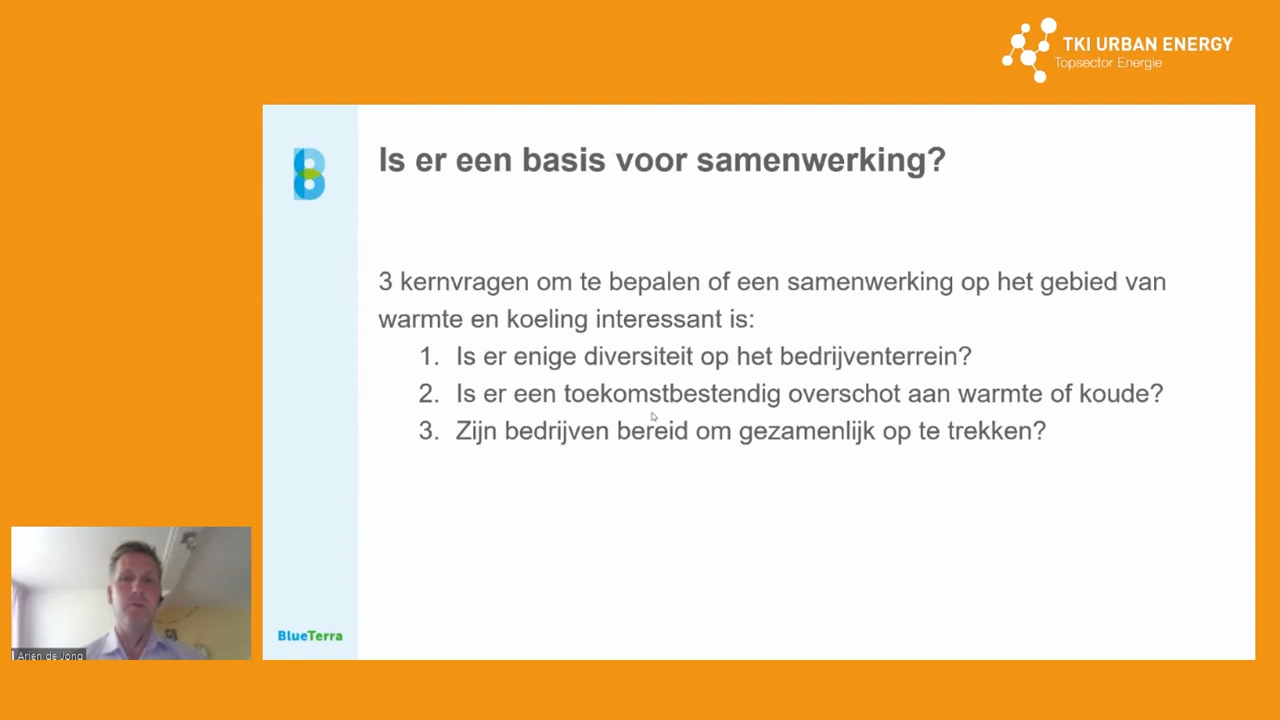 TKI URBAN ENERGY
Topsector Energie
Is er een basis voor samenwerking?
3 kernvragen om te bepalen of een samenwerking op het gebied van
warmte en koeling interessant is:
1. Is er enige diversiteit op het bedrijventerrein?
2. Is er een toekomstbestendig overschot aan warmte of koude?
3. Zijn bedrijven bereid om gezamenlijk op te trekken?
BlueTerra
Arjen de Jong